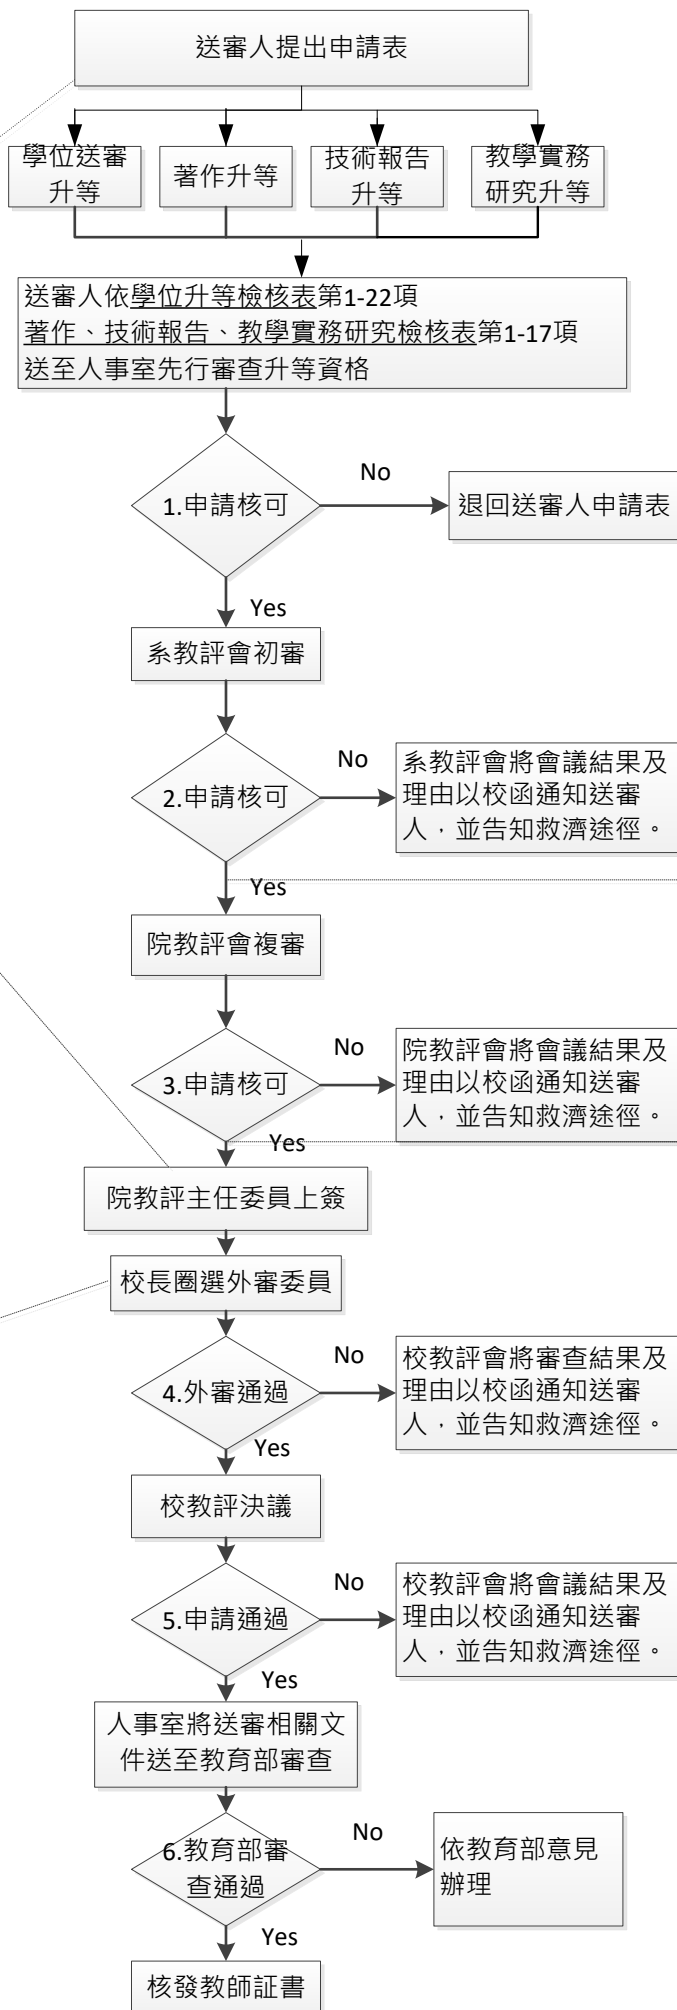 送審人提出申請表
學位送審
升等
著作升等
技術報告
升等
教學實務
研究升等
送審人依學位升等檢核表第1-22項
著作、技術報告、教學實務研究檢核表第1-17項
送至人事室先行審查升等資格
1.申請核可
No
退回送審人申請表
Yes
系教評會初審
2.申請核可
No
系教評會將會議結果及
理由以校函通知送審
人，並告知救濟途徑。
Yes
院教評會複審
3.申請核可
No
院教評會將會議結果及
理由以校函通知送審
人，並告知救濟途徑。
Yes
院教評主任委員上簽
校長圈選外審委員
4.外審通過
No
校教評會將審查結果及
理由以校函通知送審
人，並告知救濟途徑。
Yes
校教評決議
5.申請通過
No
校教評會將會議結果及
理由以校函通知送審
人，並告知救濟途徑。
Yes
人事室將送審相關文
件送至教育部審查
6.教育部審
查通過
No
依教育部意見
辦理
Yes
核發教師証書